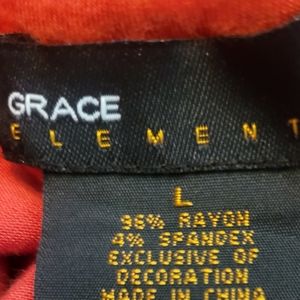 GRACE
ELEMENT
L
96% RAYON
4% SPANDEX
EXCLUSIVE OF
DECORATION
MADE IN CHINA